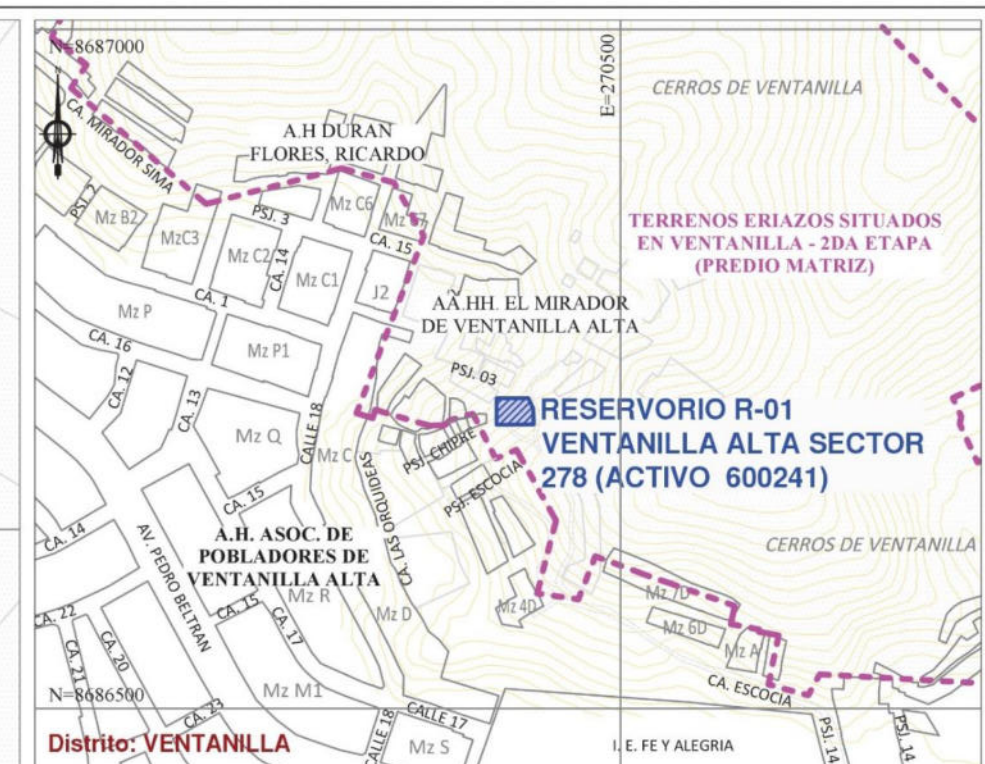 N=8687000
E=270500
CERROS DE VENTANILLA
CA. MIRADOR SIMA
A.H DURAN
FLORES, RICARDO
PSJ. 2
Mz B2
MzC3
PSJ. 3
Mz C6
Mz
CA. 15
Mz C2
CA. 14
Mz C1
J2
TERRENOS ERIAZOS SITUADOS
EN VENTANILLA - 2DA ETAPA
(PREDIO MATRIZ)
AA.HH. EL MIRADOR
DE VENTANILLA ALTA
CA. 1
Mz P
CA. 16
Mz P1
CA. 12
CA. 13
PSJ. 03
RESERVORIO R-01
VENTANILLA ALTA SECTOR
278 (ACTIVO 600241)
Mz Q
CALLE 18
Mz C
PSJ. CHIPRE
PSJ. ESCOCIA
CA. LAS ORQUIDEAS
CA. 15
CA. 14
AV. PEDRO BELTRAN
A.H. ASOC. DE
POBLADORES DE
VENTANILLA ALTA
CERROS DE VENTANILLA
Mz R
Mz D
Mz 4D
Mz 7D
Mz 6D
Mz A
CA. 22
CA. 21
CA. 20
CA. 15
CA. 17
CA. ESCOCIA
N=8686500
Mz M1
CA. 23
CALLE 17
CALLE 18
Mz S
PSJ. 14
PSJ. 14
Distrito: VENTANILLA
I. E. FE Y ALEGRIA